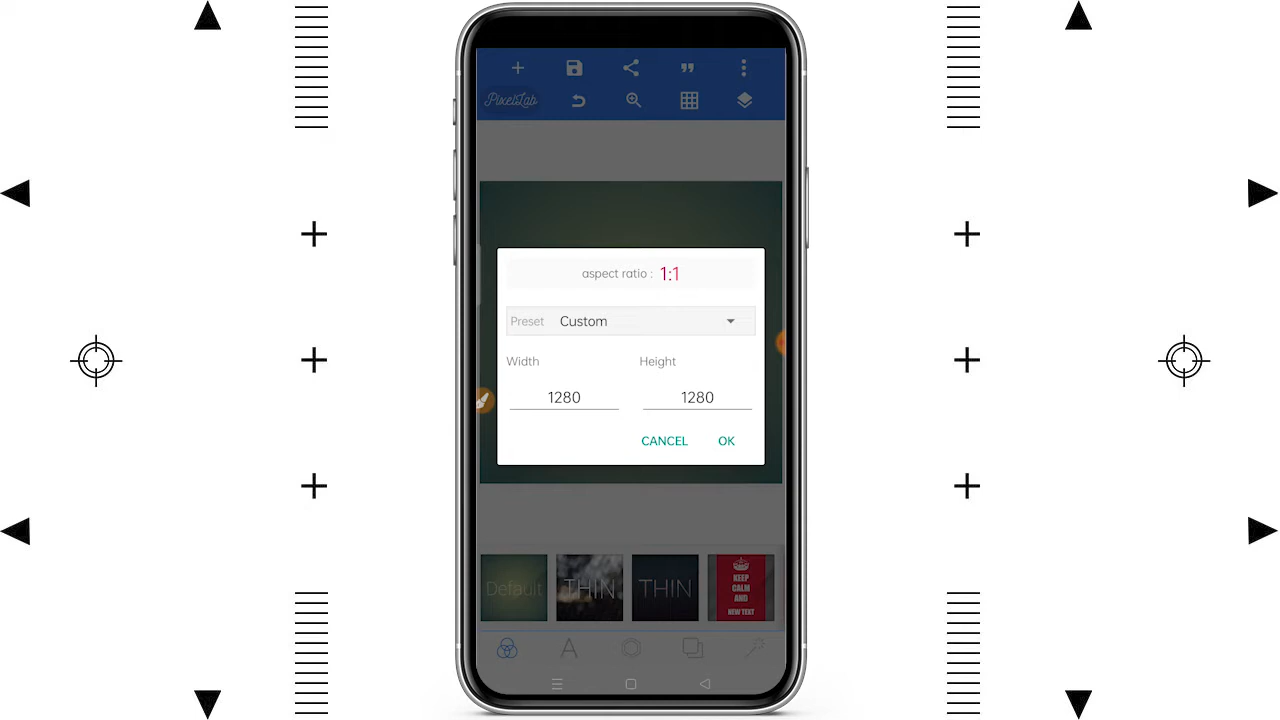 PixelLab
aspect ratio : 1:1
Preset Custom
Width Height
1280 1280
CANCEL OK
Default THIN THIN KEEP
CALM
AND
NEW TEXT